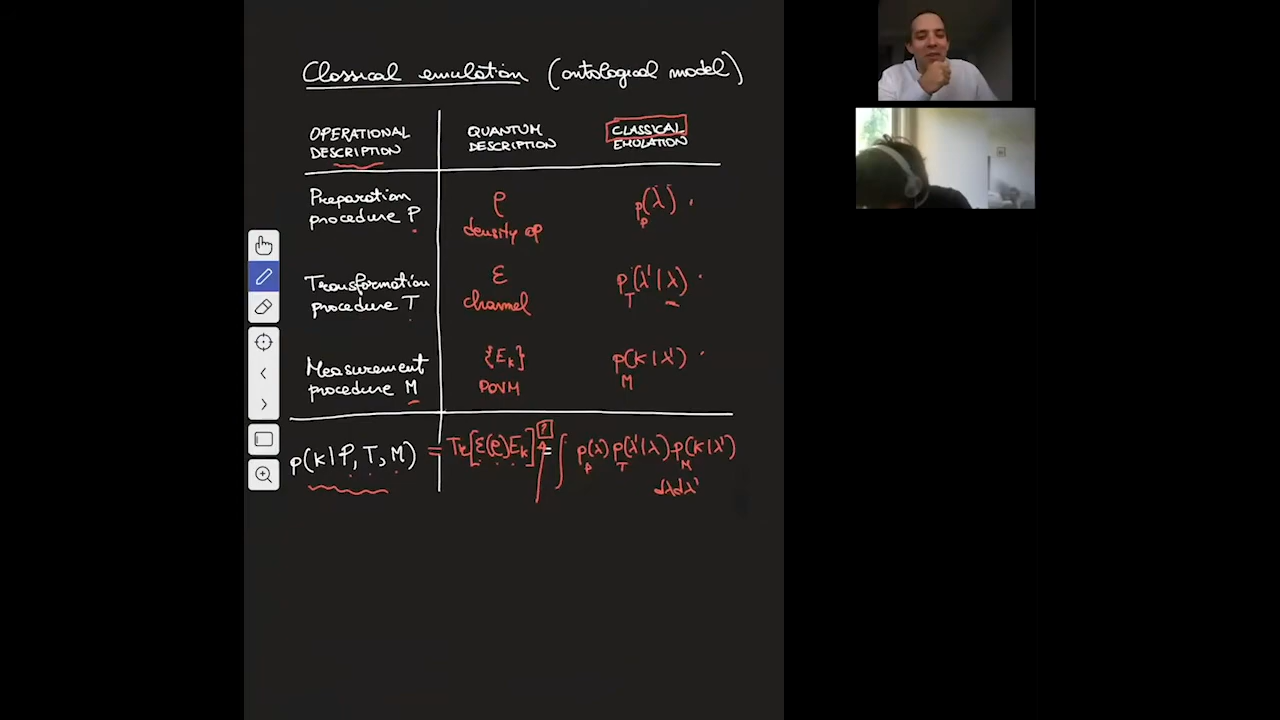 Classical emulation (ontological model)
OPERATIONAL DESCRIPTION
QUANTUM DESCRIPTION
CLASSICAL EMULATION
Preparation procedure P
ρ
density op
p_P(λ)
Transformation procedure T
ε
channel
p_T(λ'|λ)
Measurement procedure M
{E_k}
POVM
p_M(k|λ')
p(k|P, T, M) = Tr[ε(ρ)E_k] ?= ∫ p_P(λ) p_T(λ'|λ) p_M(k|λ')
dλdλ'